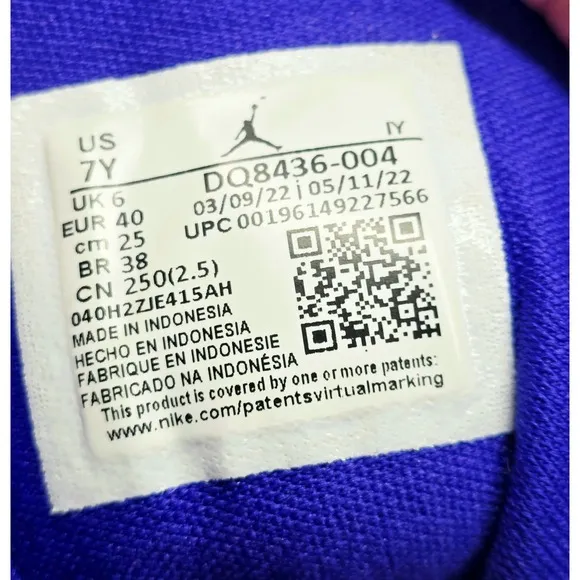 US
7Y
IY
DQ8436-004
UK 6
03/09/22 | 05/11/22
EUR 40
UPC 00196149227566
cm 25
BR 38
CN 250(2.5)
040H2ZJE415AH
MADE IN INDONESIA
HECHO EN INDONESIA
FABRIQUE EN INDONESIE
FABRICADO NA INDONÉSIA
This product is covered by one or more patents:
www.nike.com/patentsvirtualmarking